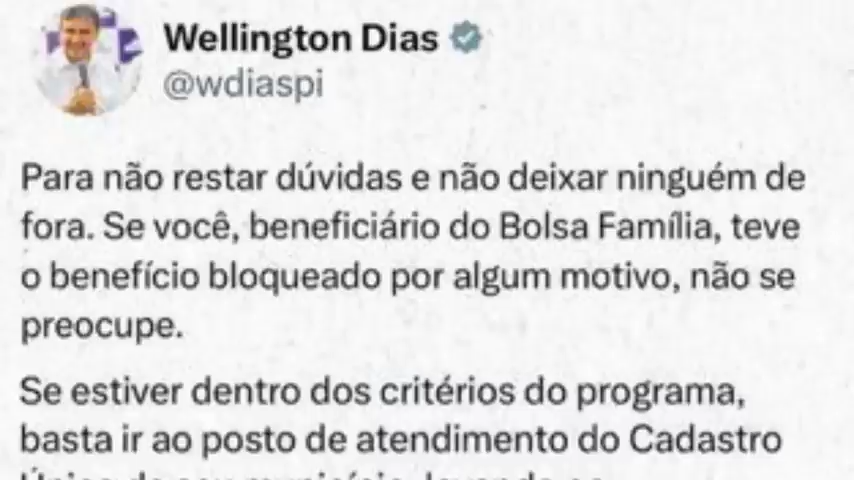 Wellington Dias
@wdiaspi
Para não restar dúvidas e não deixar ninguém de
fora. Se você, beneficiário do Bolsa Família, teve
o benefício bloqueado por algum motivo, não se
preocupe.
Se estiver dentro dos critérios do programa,
basta ir ao posto de atendimento do Cadastro